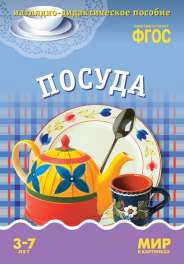 наглядно-дидактическое пособие
ФГОС
ПОСУДА
3-7
ЛЕТ
МИР
В КАРТИНКАХ